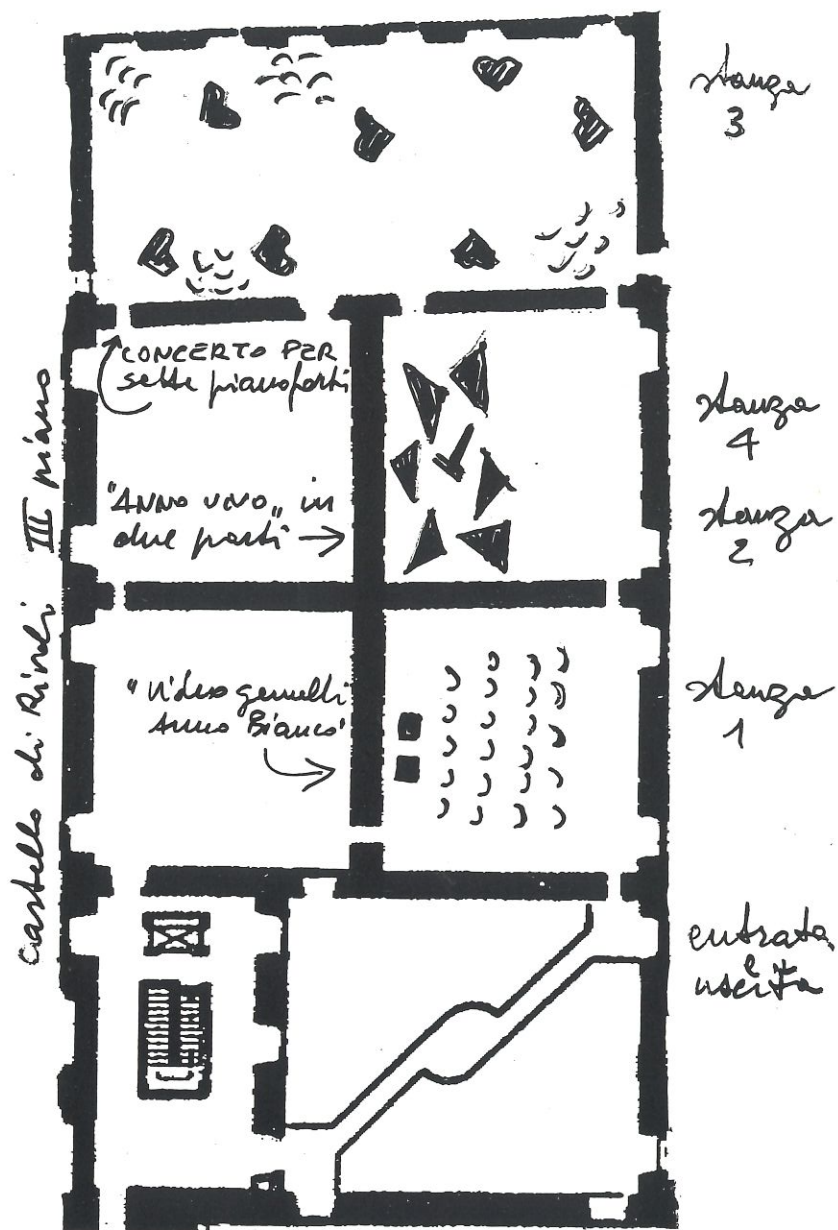 stanza
3
CONCERTO PER
sette pianoforti
stanza
4
"ANNO UNO„ in
due parti →
stanza
2
"video gemelli
Anno Bianco"
stanza
1
entrata
e
uscita
Castello di Rivoli III piano